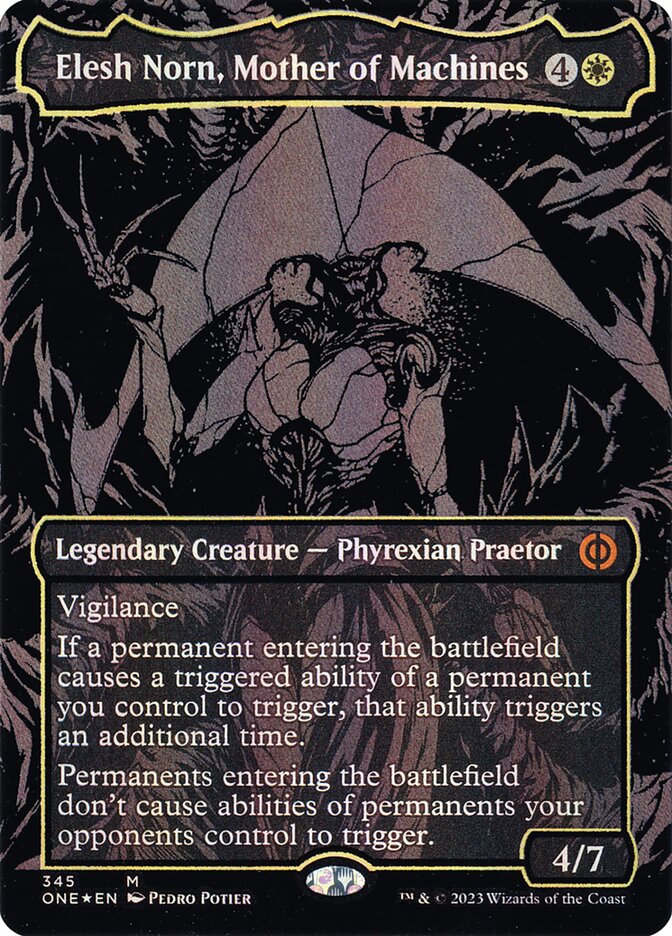 Elesh Norn, Mother of Machines 4
Legendary Creature — Phyrexian Praetor
Vigilance
If a permanent entering the battlefield
causes a triggered ability of a permanent
you control to trigger, that ability triggers
an additional time.
Permanents entering the battlefield
don't cause abilities of permanents your
opponents control to trigger.
4/7
345 M
ONE★EN Pedro Potier
™ & © 2023 Wizards of the Coast